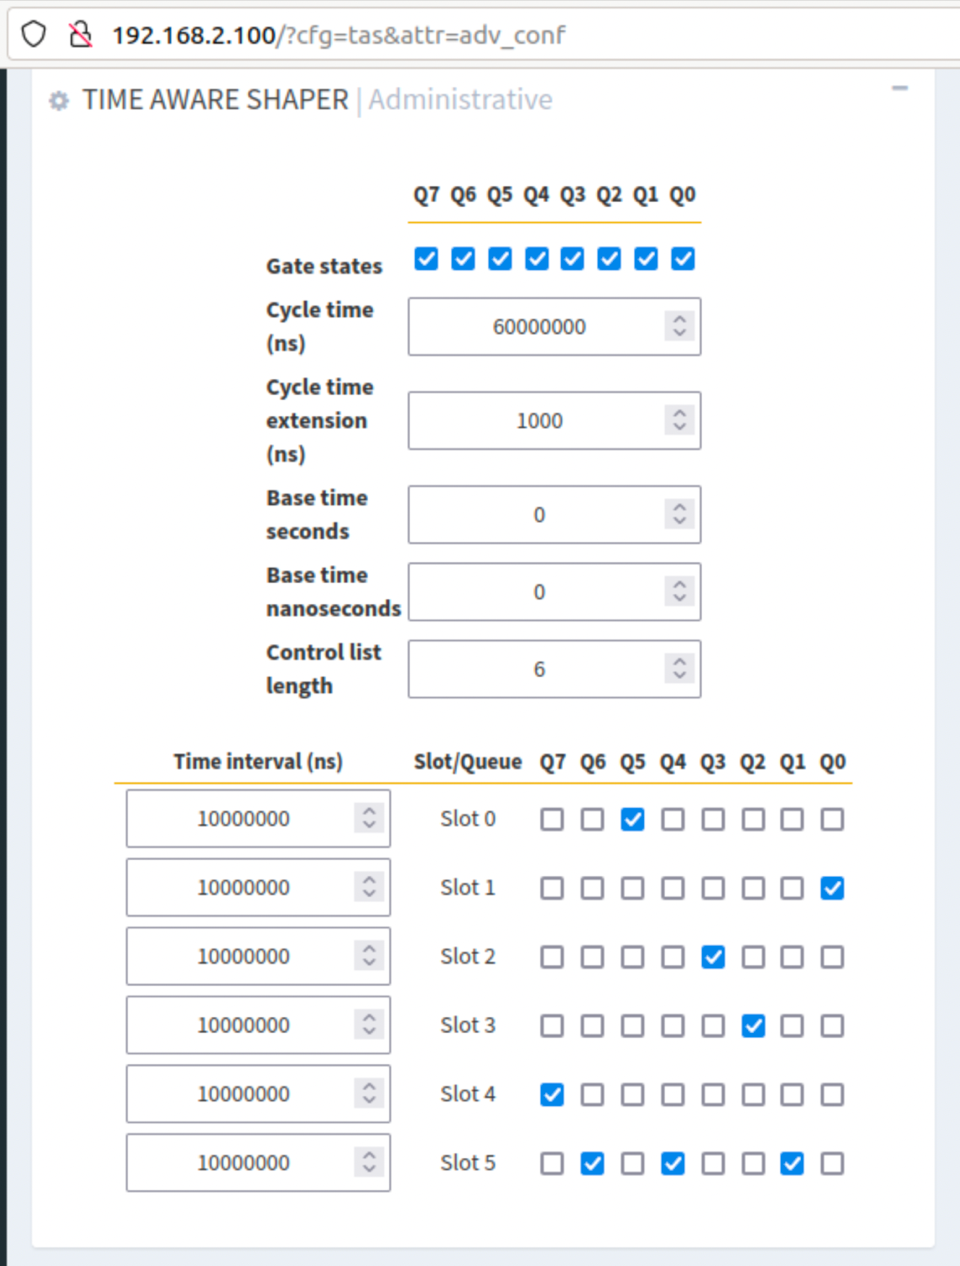 192.168.2.100/?cfg=tas&attr=adv_conf
TIME AWARE SHAPER | Administrative
Q7 Q6 Q5 Q4 Q3 Q2 Q1 Q0
Gate states
Cycle time
(ns)
60000000
Cycle time
extension
(ns)
1000
Base time
seconds
0
Base time
nanoseconds
0
Control list
length
6
Time interval (ns) Slot/Queue Q7 Q6 Q5 Q4 Q3 Q2 Q1 Q0
10000000 Slot 0
10000000 Slot 1
10000000 Slot 2
10000000 Slot 3
10000000 Slot 4
10000000 Slot 5